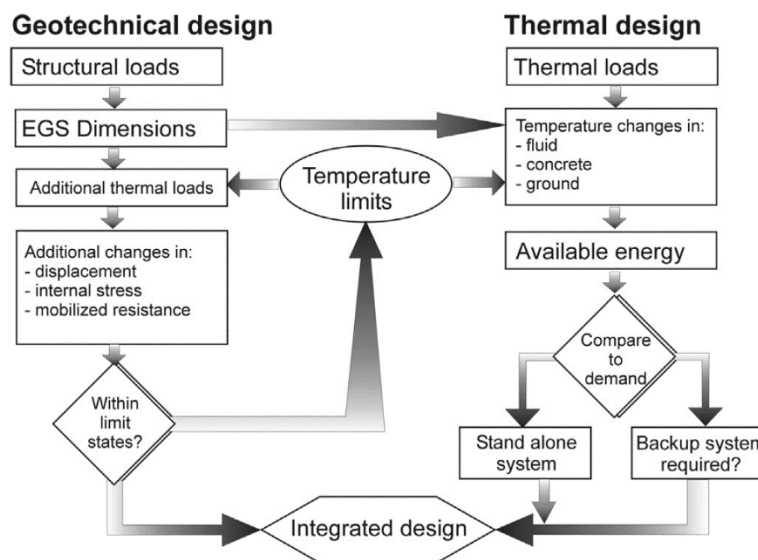 Geotechnical design
Structural loads
EGS Dimensions
Additional thermal loads
Additional changes in:
- displacement
- internal stress
- mobilized resistance
Within
limit
states?
Temperature
limits
Thermal design
Thermal loads
Temperature changes in:
- fluid
- concrete
- ground
Available energy
Compare
to
demand
Stand alone
system
Backup system
required?
Integrated design